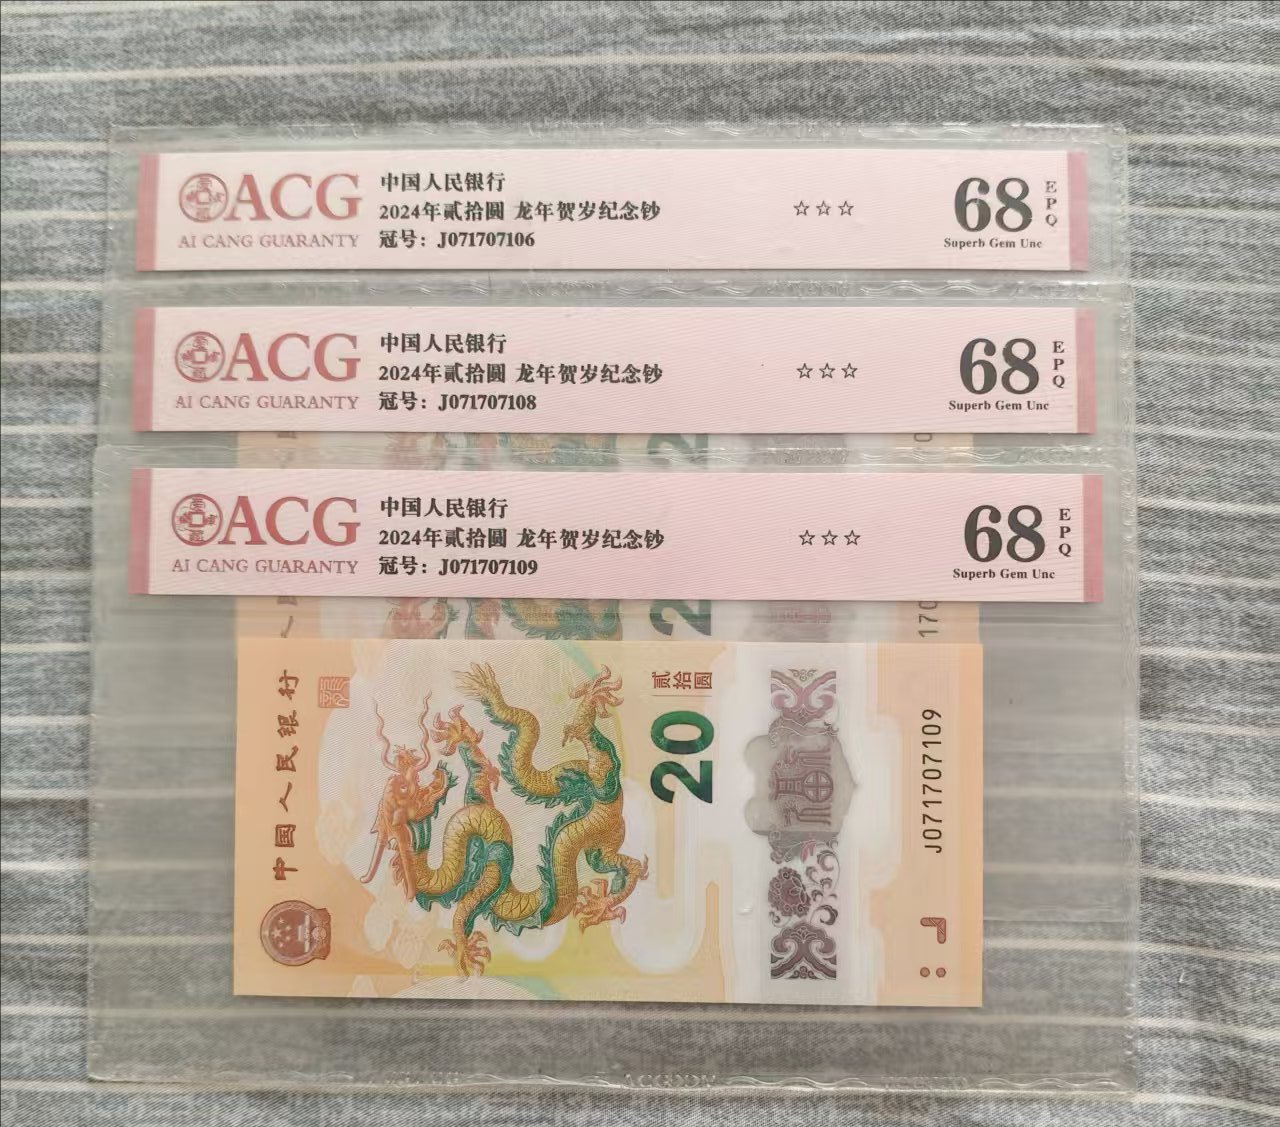 ACG
AI CANG GUARANTY
中国人民银行
2024年贰拾圆 龙年贺岁纪念钞
冠号：J071707106
☆☆☆
68
EPQ
Superb Gem Unc
ACG
AI CANG GUARANTY
中国人民银行
2024年贰拾圆 龙年贺岁纪念钞
冠号：J071707108
☆☆☆
68
EPQ
Superb Gem Unc
ACG
AI CANG GUARANTY
中国人民银行
2024年贰拾圆 龙年贺岁纪念钞
冠号：J071707109
☆☆☆
68
EPQ
Superb Gem Unc
中国人民银行
贰拾圆
20
J071707109